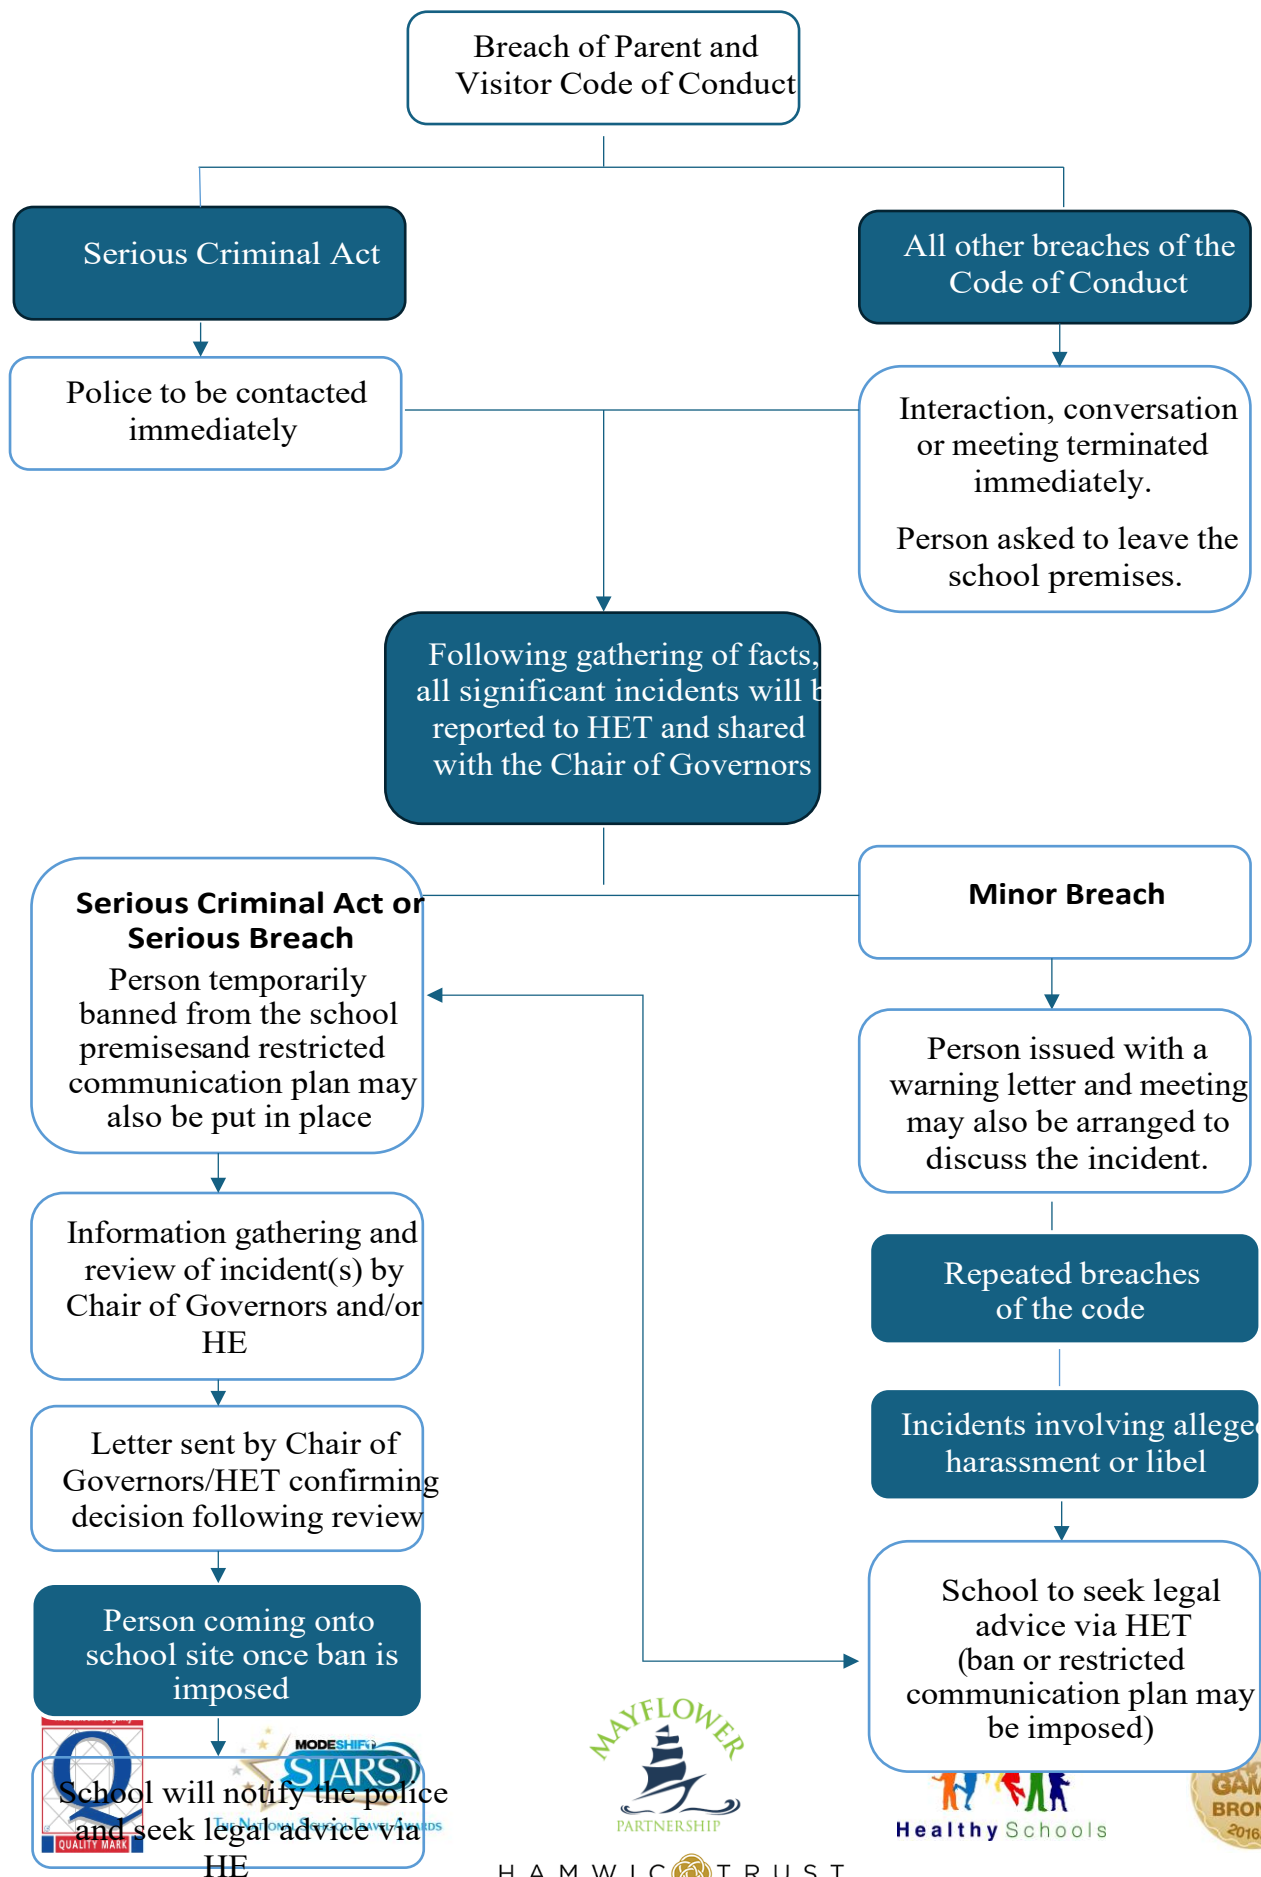 Breach of Parent and
Visitor Code of Conduct
Serious Criminal Act
All other breaches of the
Code of Conduct
Police to be contacted
immediately
Interaction, conversation
or meeting terminated
immediately.
Person asked to leave the
school premises.
Following gathering of facts,
all significant incidents will b
reported to HET and shared
with the Chair of Governors
Serious Criminal Act or
Serious Breach
Person temporarily
banned from the school
premisesand restricted
communication plan may
also be put in place
Minor Breach
Person issued with a
warning letter and meeting
may also be arranged to
discuss the incident.
Information gathering and
review of incident(s) by
Chair of Governors and/or
HE
Repeated breaches
of the code
Letter sent by Chair of
Governors/HET confirming
decision following review
Incidents involving alleged
harassment or libel
Person coming onto
school site once ban is
imposed
School to seek legal
advice via HET
(ban or restricted
communication plan may
be imposed)
School will notify the police
and seek legal advice via
HE
Q
QUALITY MARK
MODESHIFT
STARS
THE NATIONAL SCHOOL TRAVEL AWARDS
MAYFLOWER
PARTNERSHIP
HAMWIC TRUST
Healthy Schools
GAM
BRON
2016